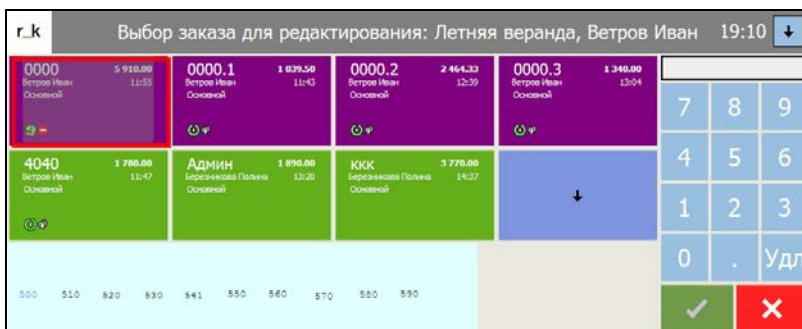 r_k Выбор заказа для редактирования: Летняя веранда, Ветров Иван 19:10
0000 5 910.00
Ветров Иван 11:55
Основной
0000.1 1 039.50
Ветров Иван 11:43
Основной
0000.2 2 464.33
Ветров Иван 12:39
Основной
0000.3 1 340.00
Ветров Иван 13:04
Основной
4040 1 780.00
Ветров Иван 11:47
Основной
Админ 1 890.00
Березникова Полина 13:20
Основной
ккк 3 770.00
Березникова Полина 14:37
Основной
500 510 520 530 541 550 560 570 580 590
7 8 9
4 5 6
1 2 3
0 . Удл